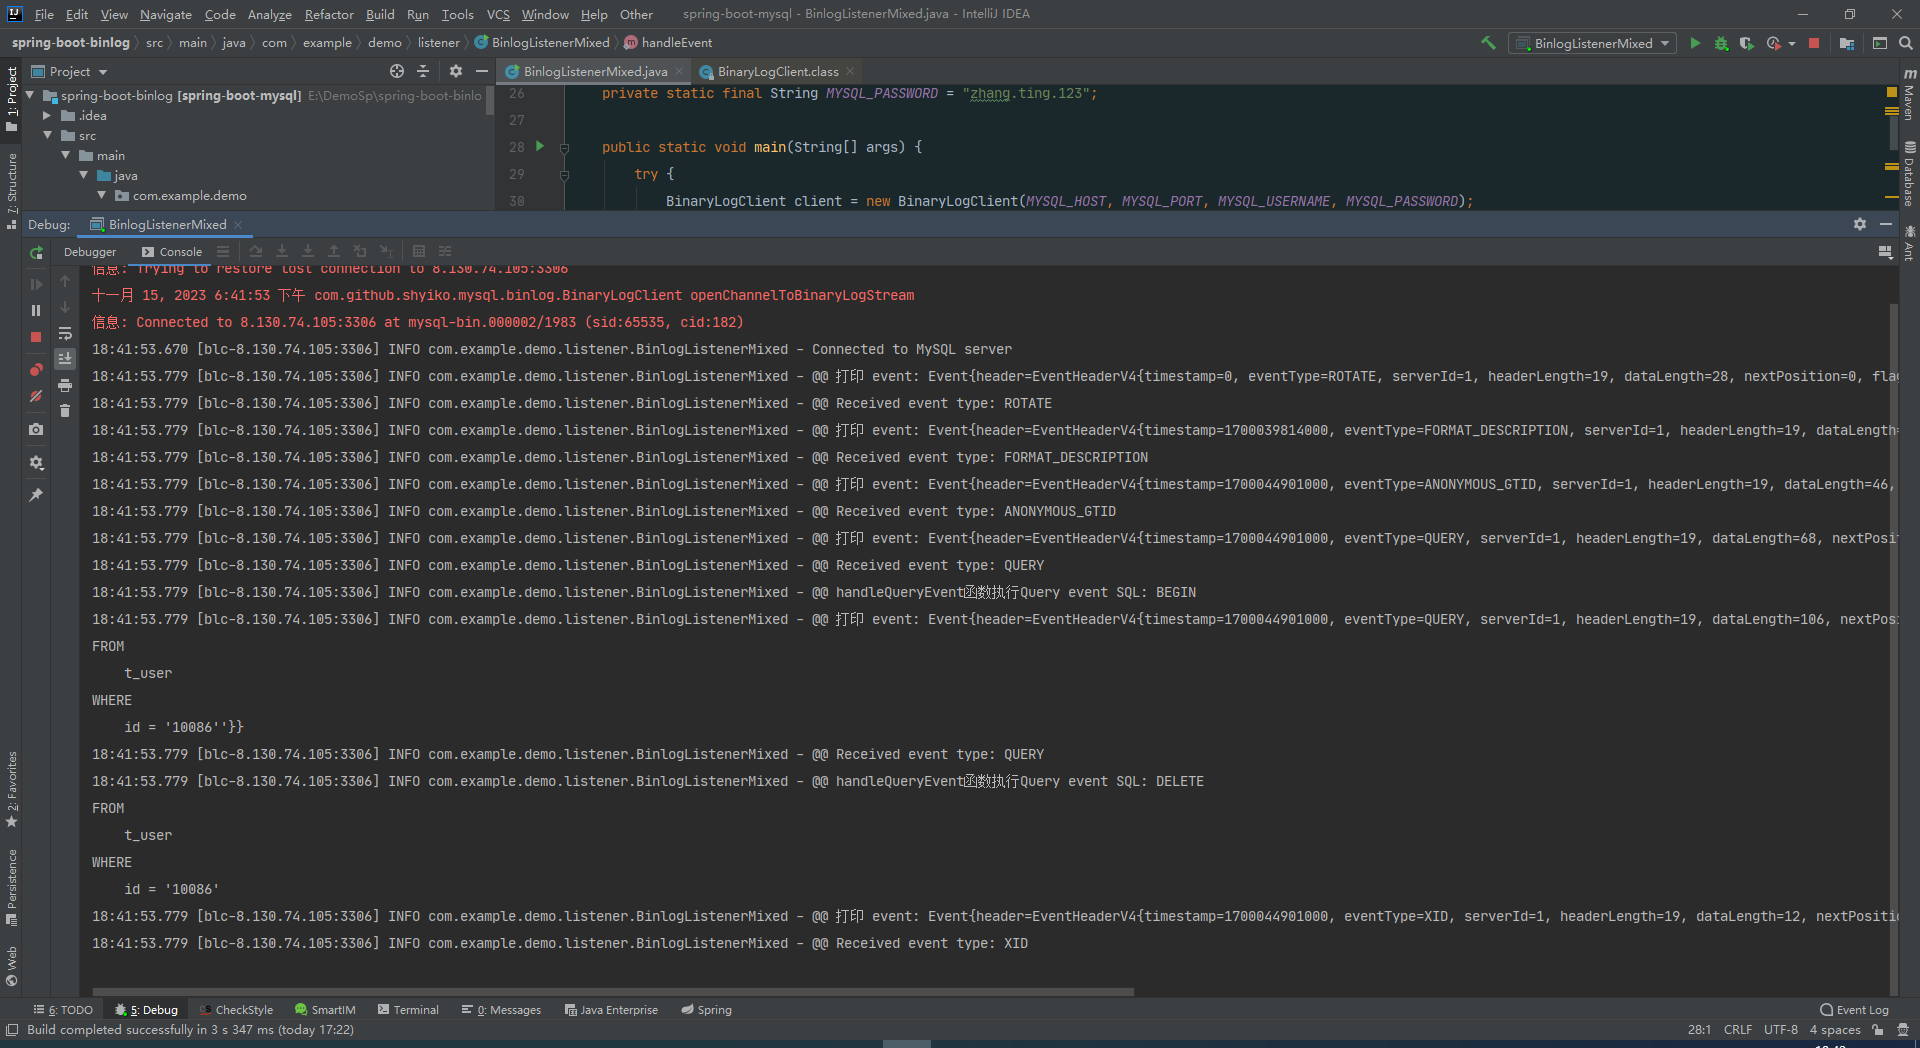 File Edit View Navigate Code Analyze Refactor Build Run Tools VCS Window Help Other spring-boot-mysql - BinlogListenerMixed.java - IntelliJ IDEA
spring-boot-binlog src main java com example demo listener BinlogListenerMixed handleEvent BinlogListenerMixed
Project BinlogListenerMixed.java BinaryLogClient.class
spring-boot-binlog [spring-boot-mysql] E:\DemoSp\spring-boot-binlo
.idea
src
main
java
com.example.demo
26 private static final String MYSQL_PASSWORD = "zhang.ting.123";
27
28 public static void main(String[] args) {
29 try {
30 BinaryLogClient client = new BinaryLogClient(MYSQL_HOST, MYSQL_PORT, MYSQL_USERNAME, MYSQL_PASSWORD);
1: Project
7: Structure
2: Favorites
Persistence
Web
Maven
Database
Ant
Debug: BinlogListenerMixed
Debugger Console
信息: Trying to restore lost connection to 8.130.74.105:3306
十一月 15, 2023 6:41:53 下午 com.github.shyiko.mysql.binlog.BinaryLogClient openChannelToBinaryLogStream
信息: Connected to 8.130.74.105:3306 at mysql-bin.000002/1983 (sid:65535, cid:182)
18:41:53.670 [blc-8.130.74.105:3306] INFO com.example.demo.listener.BinlogListenerMixed - Connected to MySQL server
18:41:53.779 [blc-8.130.74.105:3306] INFO com.example.demo.listener.BinlogListenerMixed - @@ 打印 event: Event{header=EventHeaderV4{timestamp=0, eventType=ROTATE, serverId=1, headerLength=19, dataLength=28, nextPosition=0, flag
18:41:53.779 [blc-8.130.74.105:3306] INFO com.example.demo.listener.BinlogListenerMixed - @@ Received event type: ROTATE
18:41:53.779 [blc-8.130.74.105:3306] INFO com.example.demo.listener.BinlogListenerMixed - @@ 打印 event: Event{header=EventHeaderV4{timestamp=1700039814000, eventType=FORMAT_DESCRIPTION, serverId=1, headerLength=19, dataLength=
18:41:53.779 [blc-8.130.74.105:3306] INFO com.example.demo.listener.BinlogListenerMixed - @@ Received event type: FORMAT_DESCRIPTION
18:41:53.779 [blc-8.130.74.105:3306] INFO com.example.demo.listener.BinlogListenerMixed - @@ 打印 event: Event{header=EventHeaderV4{timestamp=1700044901000, eventType=ANONYMOUS_GTID, serverId=1, headerLength=19, dataLength=46,
18:41:53.779 [blc-8.130.74.105:3306] INFO com.example.demo.listener.BinlogListenerMixed - @@ Received event type: ANONYMOUS_GTID
18:41:53.779 [blc-8.130.74.105:3306] INFO com.example.demo.listener.BinlogListenerMixed - @@ 打印 event: Event{header=EventHeaderV4{timestamp=1700044901000, eventType=QUERY, serverId=1, headerLength=19, dataLength=68, nextPosi
18:41:53.779 [blc-8.130.74.105:3306] INFO com.example.demo.listener.BinlogListenerMixed - @@ Received event type: QUERY
18:41:53.779 [blc-8.130.74.105:3306] INFO com.example.demo.listener.BinlogListenerMixed - @@ handleQueryEvent函数执行Query event SQL: BEGIN
18:41:53.779 [blc-8.130.74.105:3306] INFO com.example.demo.listener.BinlogListenerMixed - @@ 打印 event: Event{header=EventHeaderV4{timestamp=1700044901000, eventType=QUERY, serverId=1, headerLength=19, dataLength=106, nextPos
FROM
t_user
WHERE
id = '10086''}}
18:41:53.779 [blc-8.130.74.105:3306] INFO com.example.demo.listener.BinlogListenerMixed - @@ Received event type: QUERY
18:41:53.779 [blc-8.130.74.105:3306] INFO com.example.demo.listener.BinlogListenerMixed - @@ handleQueryEvent函数执行Query event SQL: DELETE
FROM
t_user
WHERE
id = '10086'
18:41:53.779 [blc-8.130.74.105:3306] INFO com.example.demo.listener.BinlogListenerMixed - @@ 打印 event: Event{header=EventHeaderV4{timestamp=1700044901000, eventType=XID, serverId=1, headerLength=19, dataLength=12, nextPositi
18:41:53.779 [blc-8.130.74.105:3306] INFO com.example.demo.listener.BinlogListenerMixed - @@ Received event type: XID
6: TODO 5: Debug CheckStyle SmartIM Terminal 0: Messages Java Enterprise Spring Event Log
Build completed successfully in 3 s 347 ms (today 17:22) 28:1 CRLF UTF-8 4 spaces